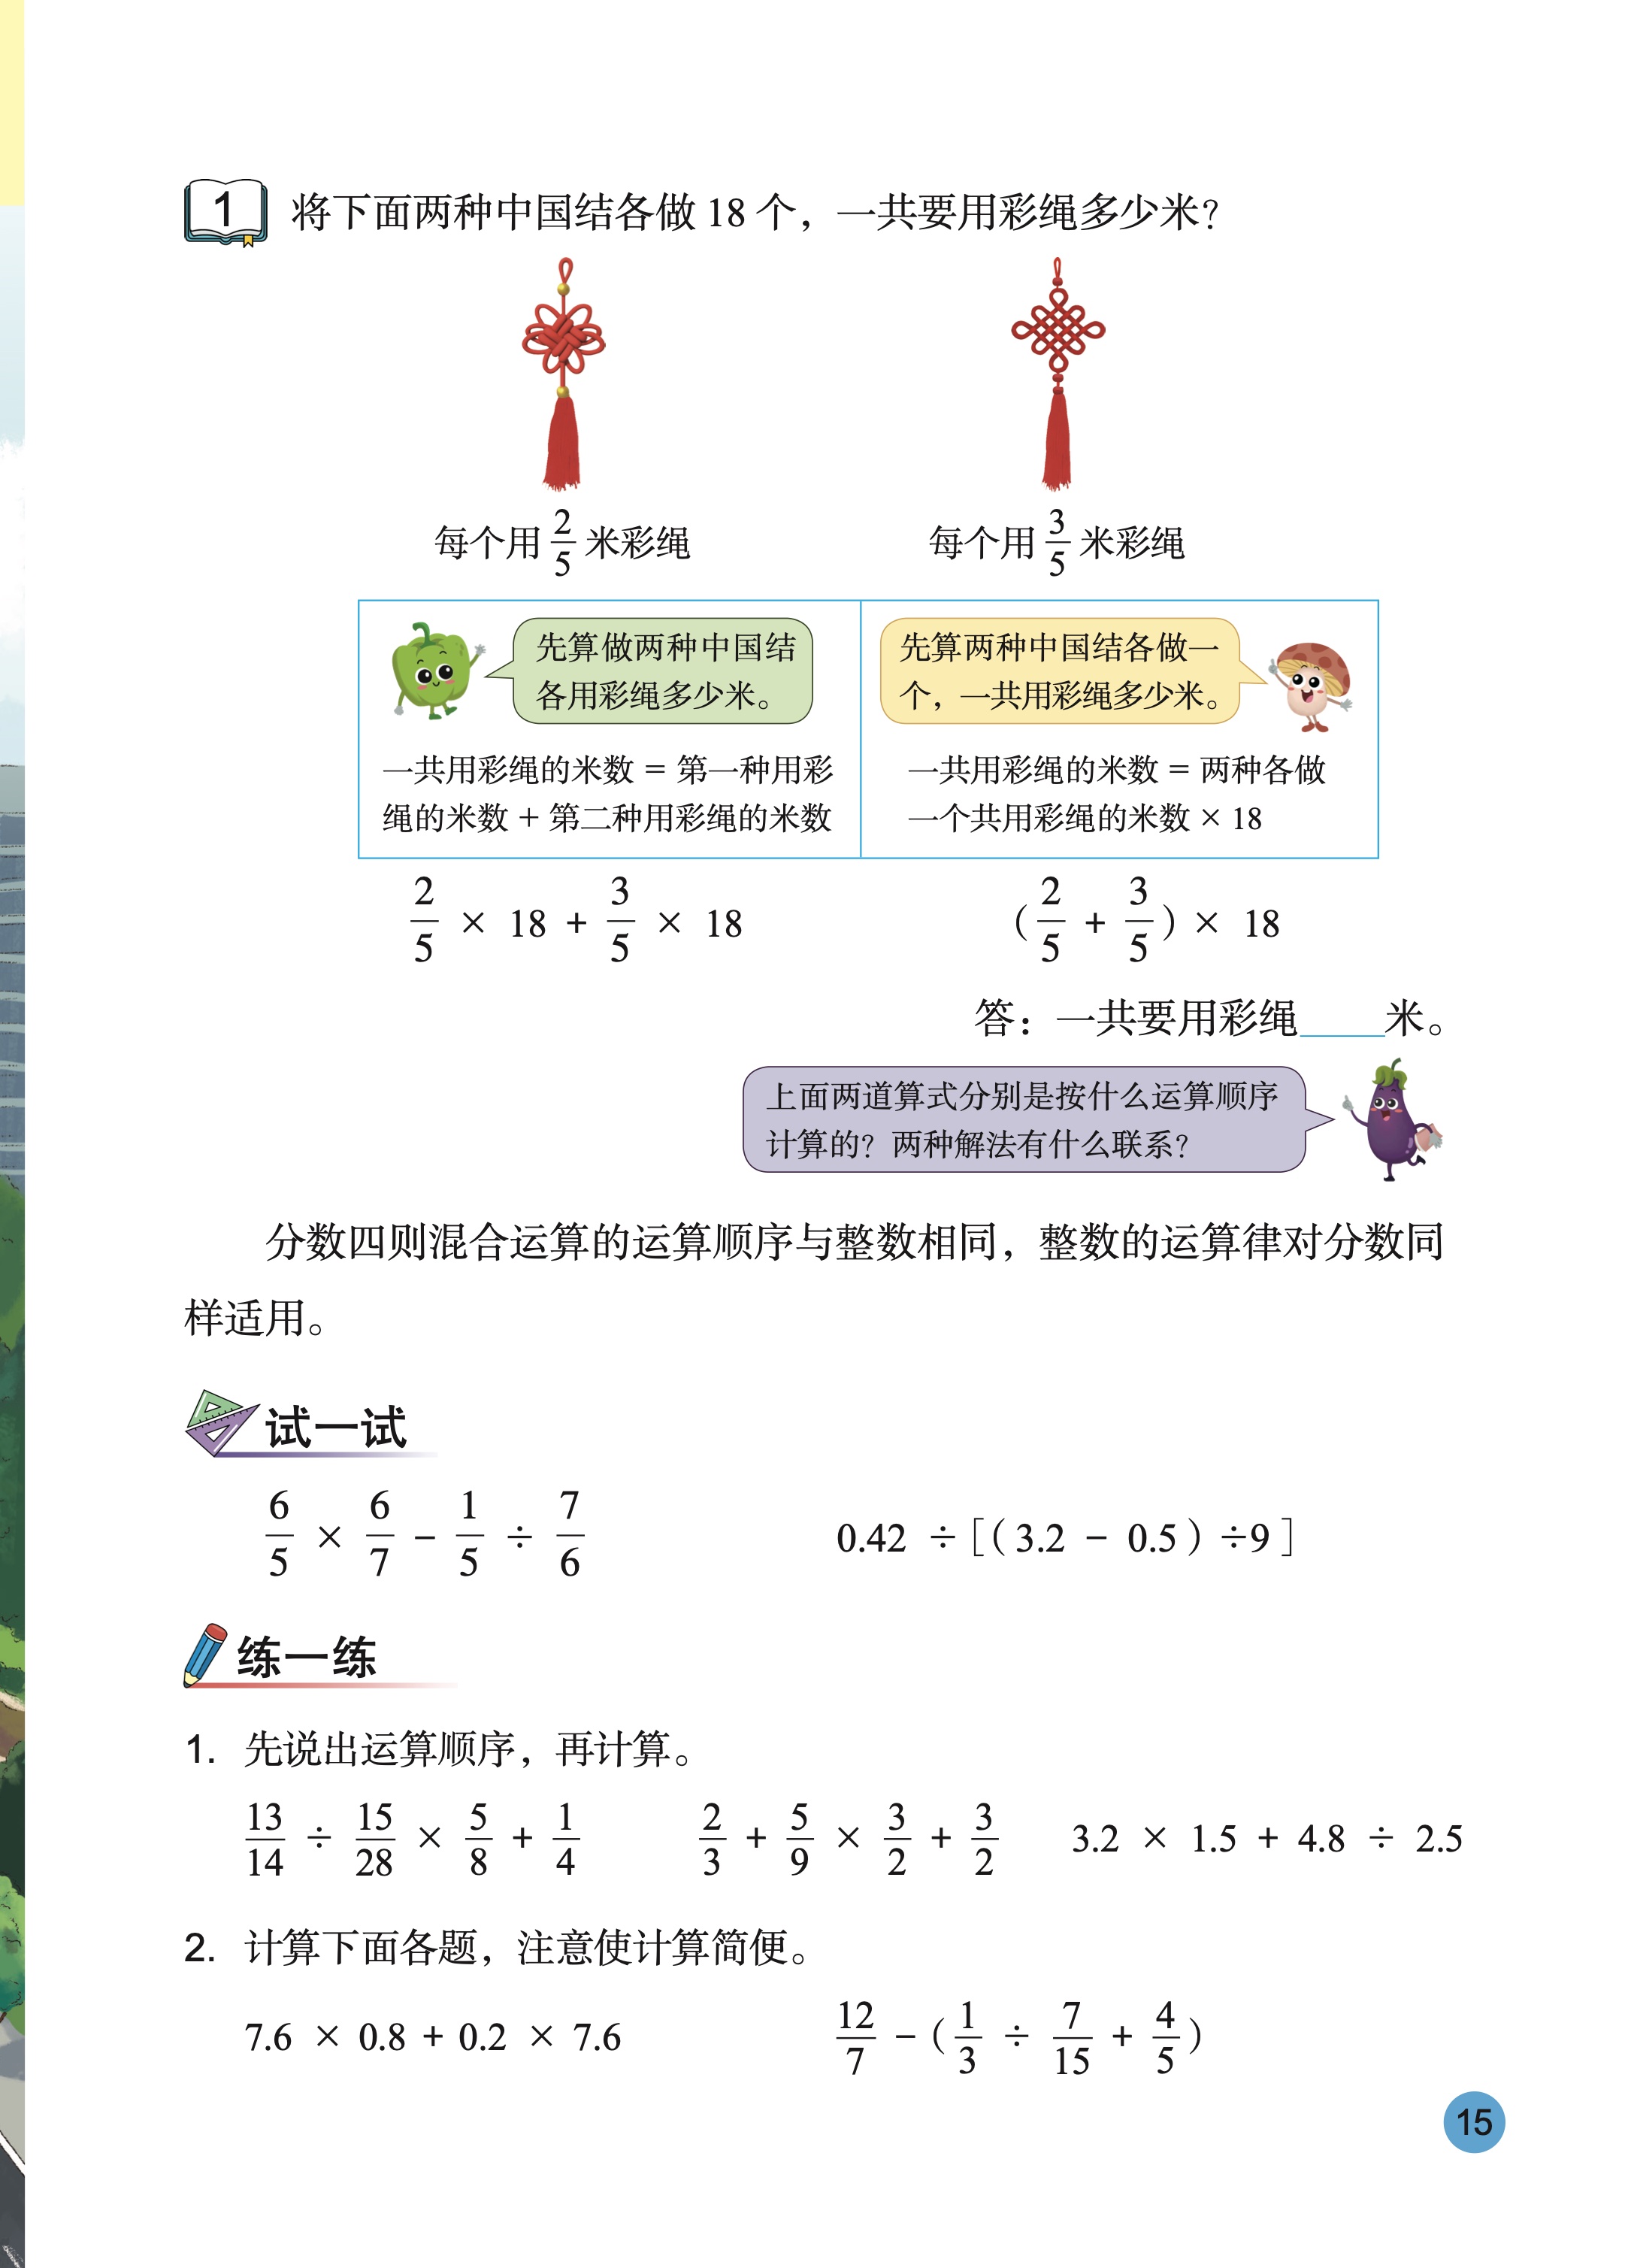 1 将下面两种中国结各做 18 个，一共要用彩绳多少米？
每个用 2/5 米彩绳
每个用 3/5 米彩绳
先算做两种中国结
各用彩绳多少米。
一共用彩绳的米数 = 第一种用彩
绳的米数 + 第二种用彩绳的米数
先算两种中国结各做一
个，一共用彩绳多少米。
一共用彩绳的米数 = 两种各做
一个共用彩绳的米数 × 18
2/5 × 18 + 3/5 × 18
(2/5 + 3/5) × 18
答：一共要用彩绳____米。
上面两道算式分别是按什么运算顺序
计算的？两种解法有什么联系？
分数四则混合运算的运算顺序与整数相同，整数的运算律对分数同
样适用。
试一试
6/5 × 6/7 − 1/5 ÷ 7/6
0.42 ÷ [(3.2 − 0.5) ÷9]
练一练
1. 先说出运算顺序，再计算。
13/14 ÷ 15/28 × 5/8 + 1/4
2/3 + 5/9 × 3/2 + 3/2
3.2 × 1.5 + 4.8 ÷ 2.5
2. 计算下面各题，注意使计算简便。
7.6 × 0.8 + 0.2 × 7.6
12/7 − (1/3 ÷ 7/15 + 4/5)
15